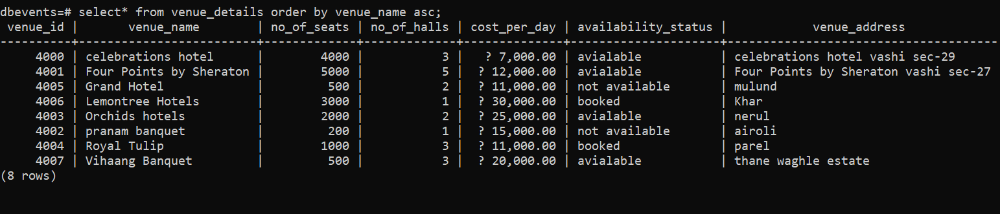 dbevents=# select* from venue_details order by venue_name asc;
 venue_id |       venue_name        | no_of_seats | no_of_halls | cost_per_day | availability_status |            venue_address
----------+-------------------------+-------------+-------------+--------------+---------------------+--------------------------------------
     4000 | celebrations hotel      |        4000 |           3 |   ? 7,000.00 | avialable           | celebrations hotel vashi sec-29
     4001 | Four Points by Sheraton |        5000 |           5 |  ? 12,000.00 | avialable           | Four Points by Sheraton vashi sec-27
     4005 | Grand Hotel             |         500 |           2 |  ? 11,000.00 | not available       | mulund
     4006 | Lemontree Hotels        |        3000 |           1 |  ? 30,000.00 | booked              | Khar
     4003 | Orchids hotels          |        2000 |           2 |  ? 25,000.00 | avialable           | nerul
     4002 | pranam banquet          |         200 |           1 |  ? 15,000.00 | not available       | airoli
     4004 | Royal Tulip             |        1000 |           3 |  ? 11,000.00 | booked              | parel
     4007 | Vihaang Banquet         |         500 |           3 |  ? 20,000.00 | avialable           | thane waghle estate
(8 rows)